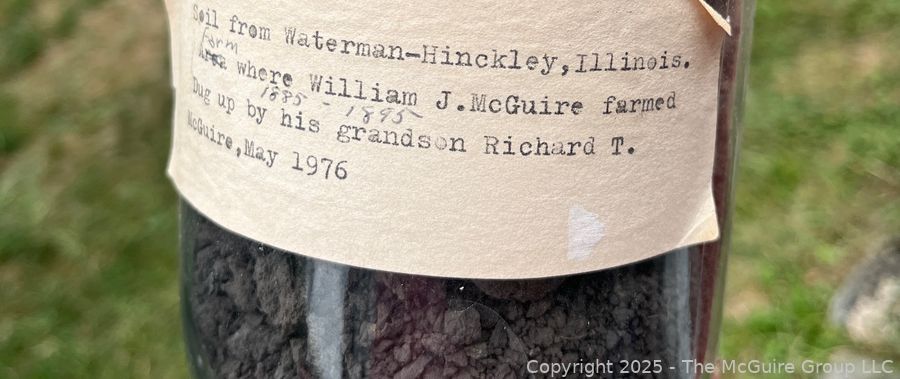 Soil from Waterman-Hinckley,Illinois.
Farm
Area where William J.McGuire farmed
1885 - 1895
Dug up by his grandson Richard T.
McGuire,May 1976
Copyright 2025 - The McGuire Group LLC